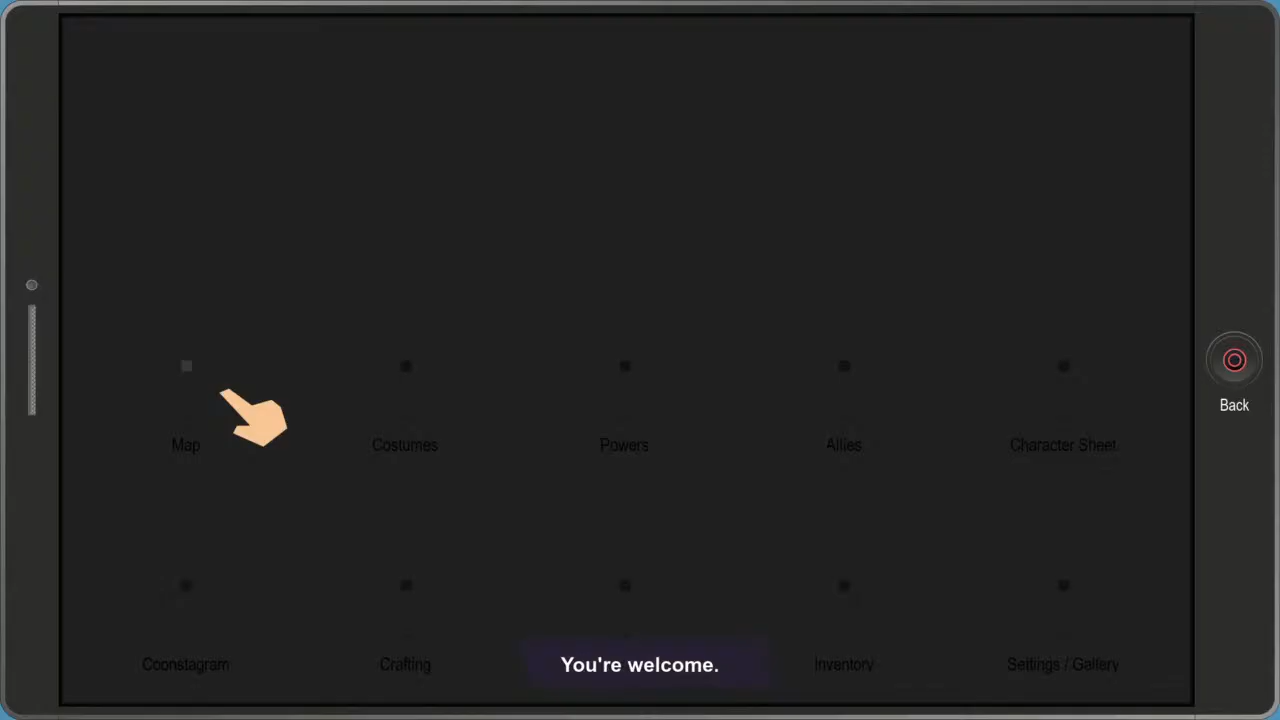 Back
Map
Costumes
Powers
Allies
Character Sheet
Coonstagram
Crafting
You're welcome.
Inventory
Settings / Gallery